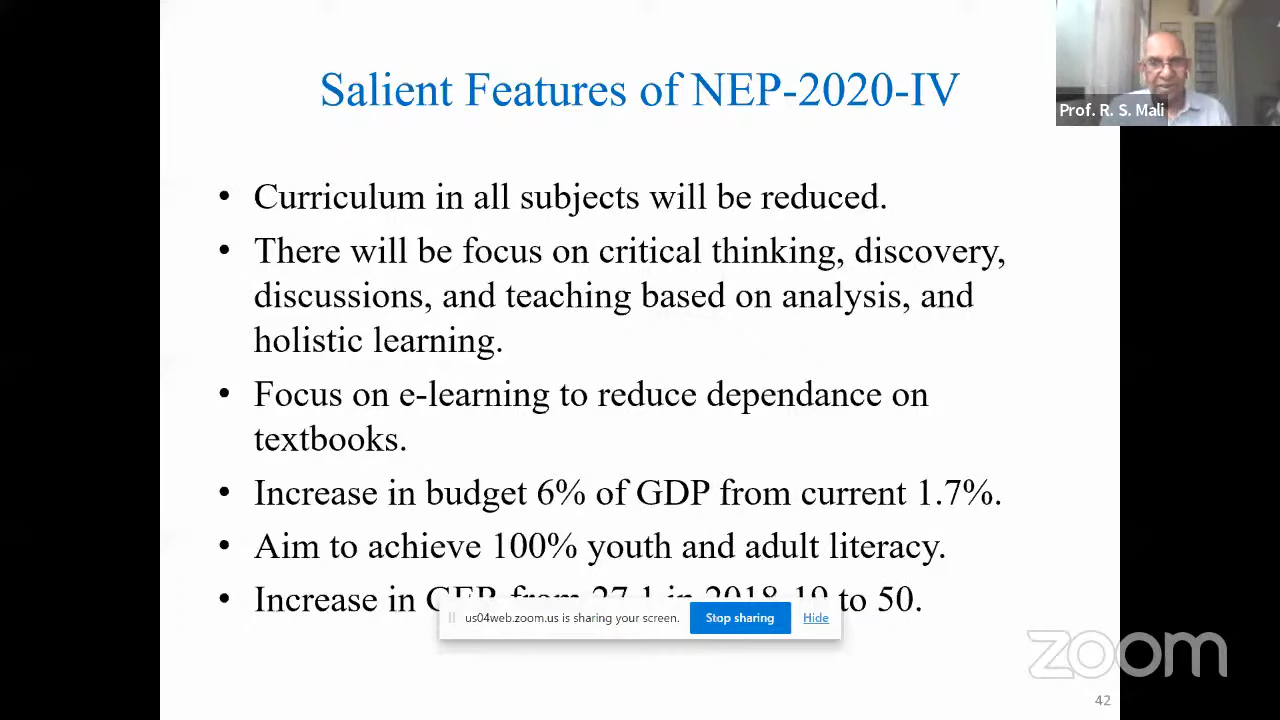 Salient Features of NEP-2020-IV
Prof. R. S. Mali
• Curriculum in all subjects will be reduced.
• There will be focus on critical thinking, discovery,
discussions, and teaching based on analysis, and
holistic learning.
• Focus on e-learning to reduce dependance on
textbooks.
• Increase in budget 6% of GDP from current 1.7%.
• Aim to achieve 100% youth and adult literacy.
• Increase in GER from 27.1 in 2018-19 to 50.
us04web.zoom.us is sharing your screen. Stop sharing Hide
zoom
42